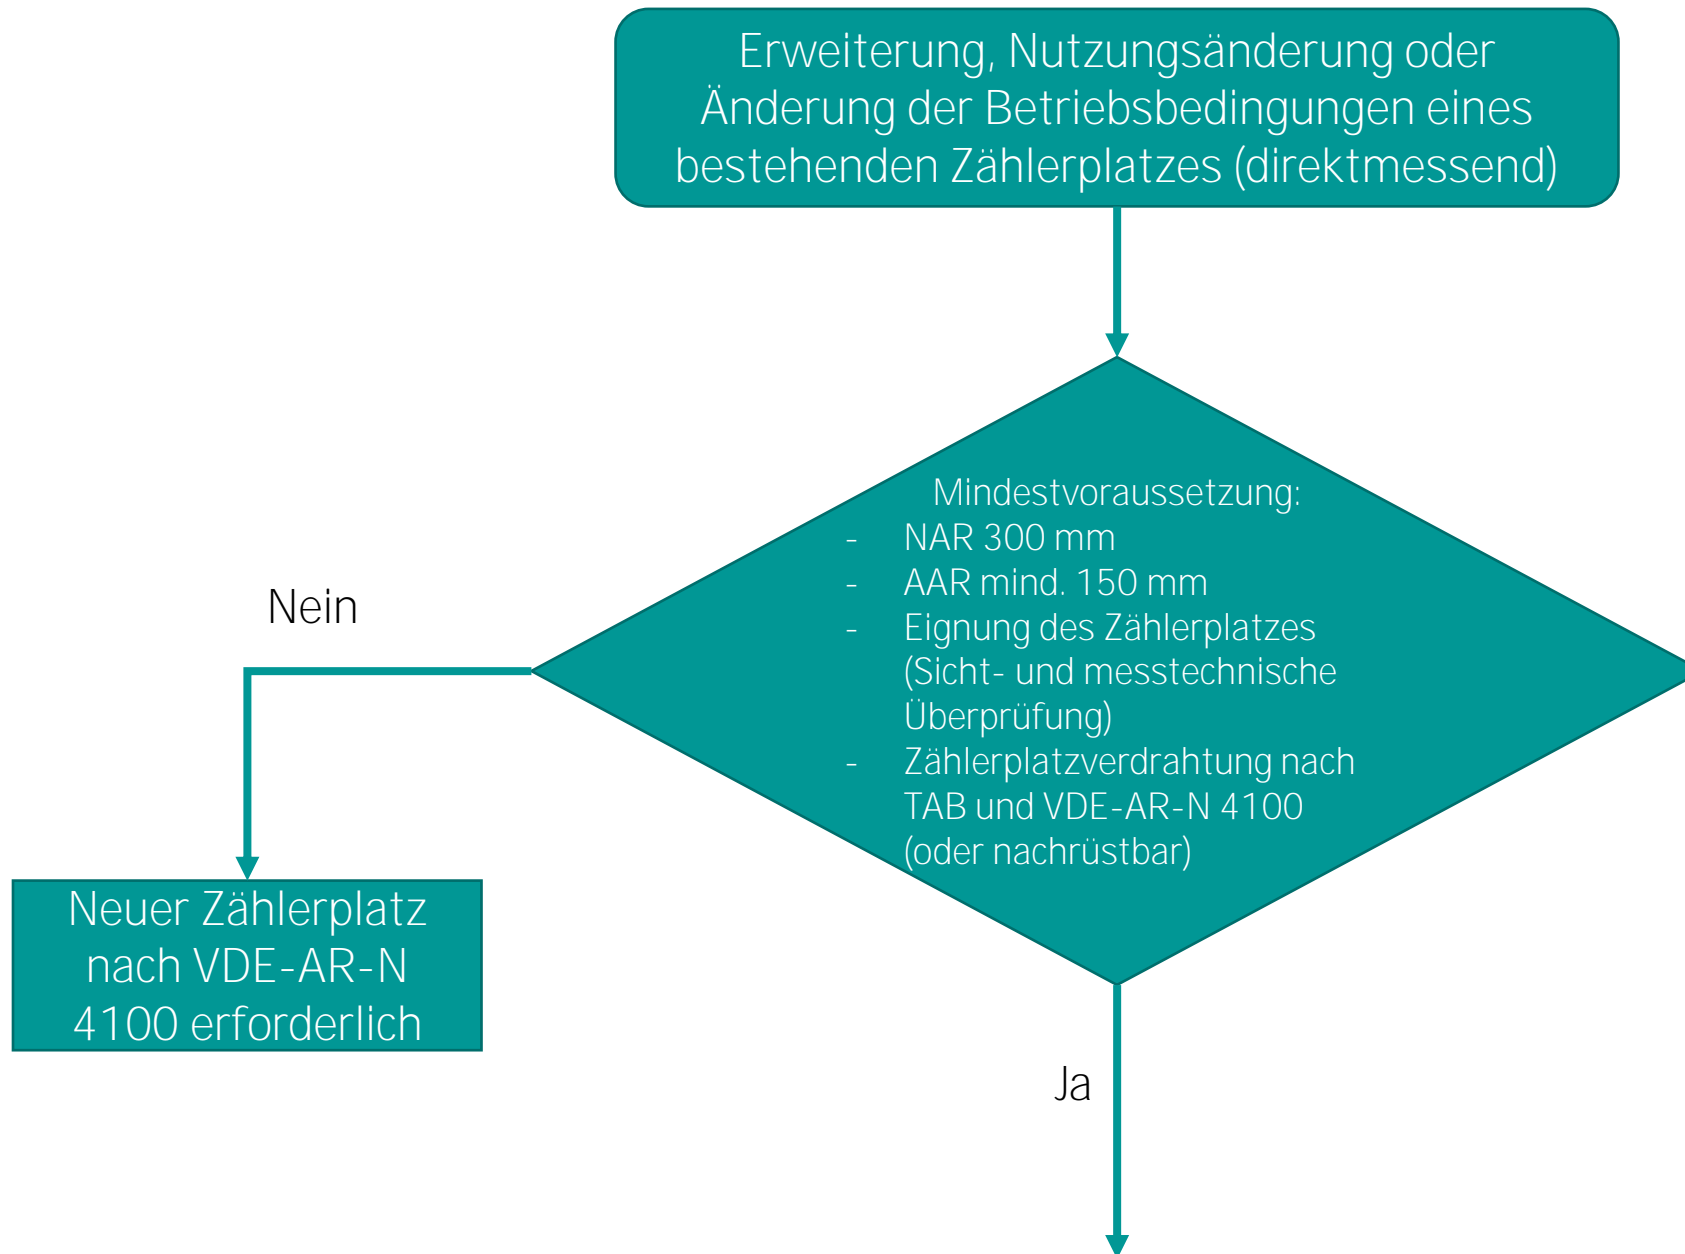 Erweiterung, Nutzungsänderung oder
Änderung der Betriebsbedingungen eines
bestehenden Zählerplatzes (direktmessend)
Mindestvoraussetzung:
- NAR 300 mm
- AAR mind. 150 mm
- Eignung des Zählerplatzes
(Sicht- und messtechnische
Überprüfung)
- Zählerplatzverdrahtung nach
TAB und VDE-AR-N 4100
(oder nachrüstbar)
Nein
Neuer Zählerplatz
nach VDE-AR-N
4100 erforderlich
Ja